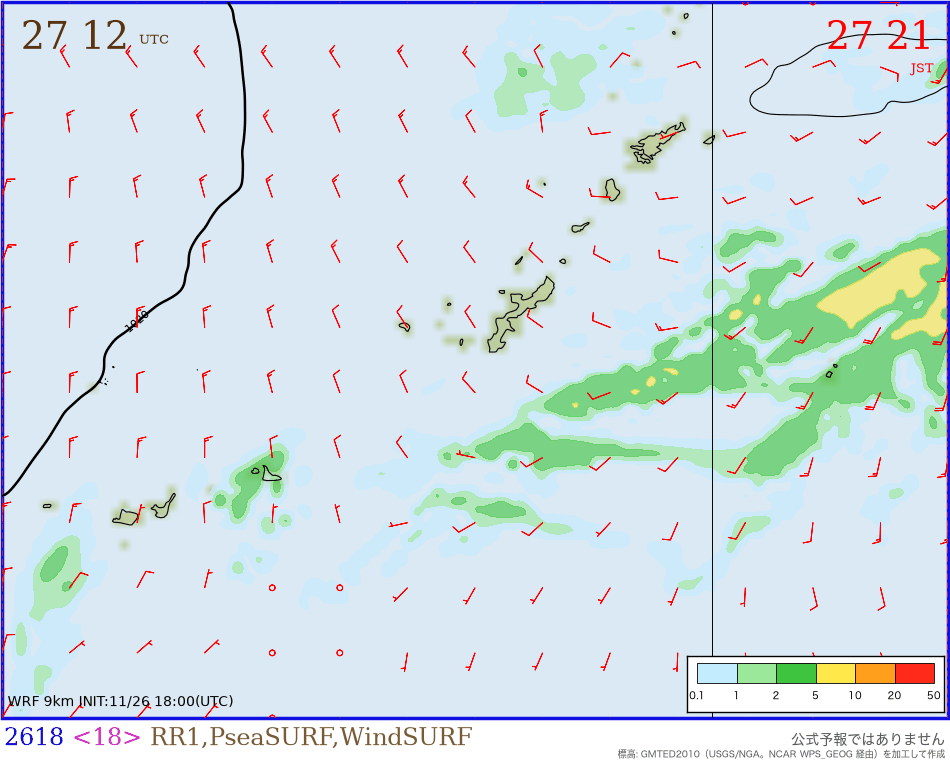 27 12 UTC
27 21
JST
1018
WRF 9km INIT:11/26 18:00(UTC)
0.1 1 2 5 10 20 50
2618 <18> RR1,PseaSURF,WindSURF
公式予報ではありません
標高: GMTED2010（USGS/NGA。NCAR WPS_GEOG 経由）を加工して作成